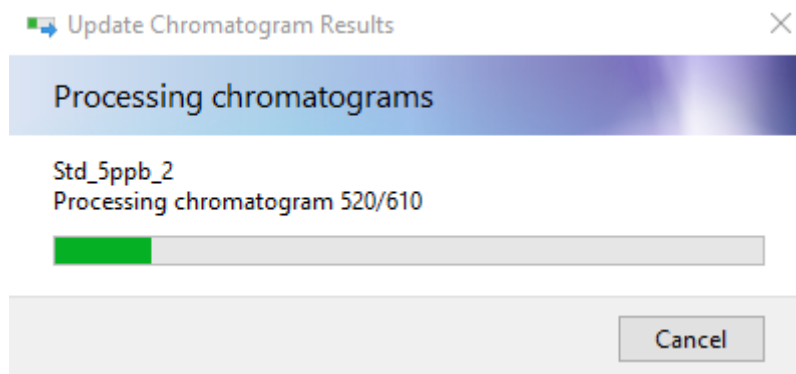 Update Chromatogram Results
Processing chromatograms
Std_5ppb_2
Processing chromatogram 520/610
Cancel